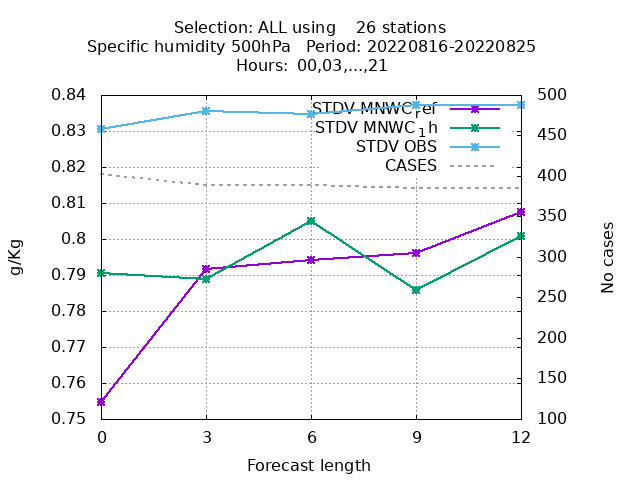 Selection: ALL using    26 stations
Specific humidity 500hPa   Period: 20220816-20220825
Hours: 00,03,...,21
STDV MNWC_ref
STDV MNWC_1h
STDV OBS
CASES
0.84
0.83
0.82
0.81
0.8
0.79
0.78
0.77
0.76
0.75
500
450
400
350
300
250
200
150
100
g/Kg
No cases
0 3 6 9 12
Forecast length